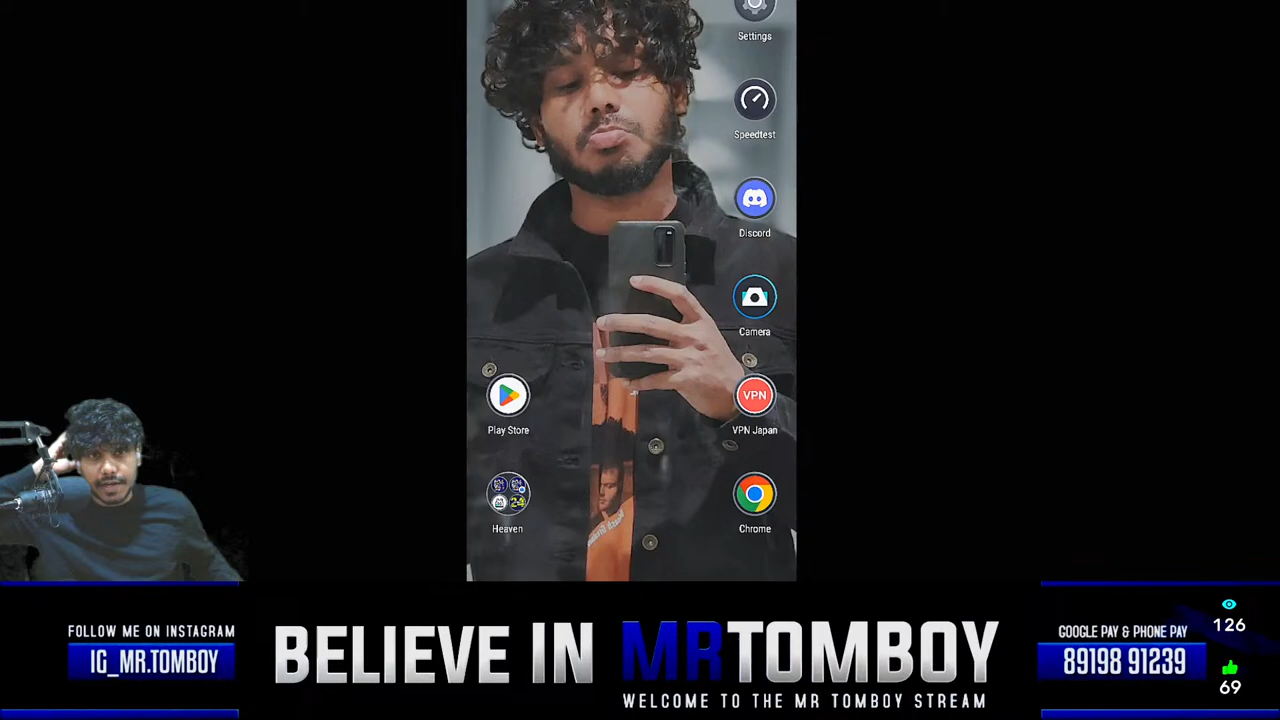 Settings
Speedtest
Discord
Camera
Play Store
VPN
VPN Japan
Heaven
Chrome
FOLLOW ME ON INSTAGRAM
IG_MR.TOMBOY
BELIEVE IN MRTOMBOY
WELCOME TO THE MR TOMBOY STREAM
GOOGLE PAY & PHONE PAY
89198 91239
126
69